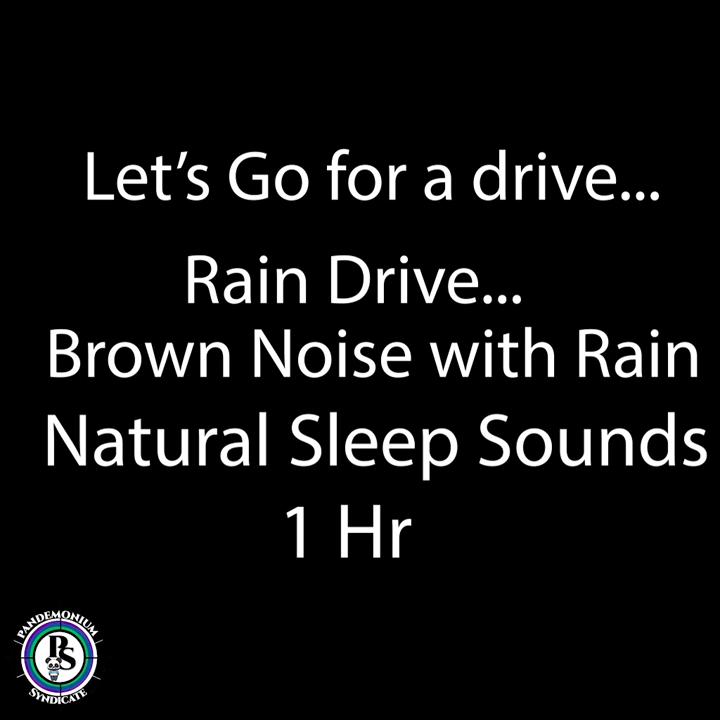 Let’s Go for a drive...
Rain Drive...
Brown Noise with Rain
Natural Sleep Sounds
1 Hr
PANDEMONIUM
PS
SYNDICATE